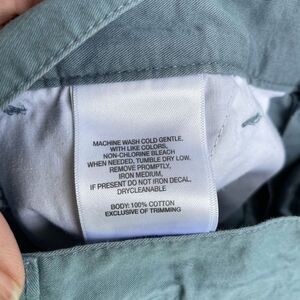 MACHINE WASH COLD GENTLE,
WITH LIKE COLORS,
NON-CHLORINE BLEACH
WHEN NEEDED, TUMBLE DRY LOW.
REMOVE PROMPTLY,
IRON MEDIUM,
IF PRESENT DO NOT IRON DECAL.
DRYCLEANABLE
BODY: 100% COTTON
EXCLUSIVE OF TRIMMING